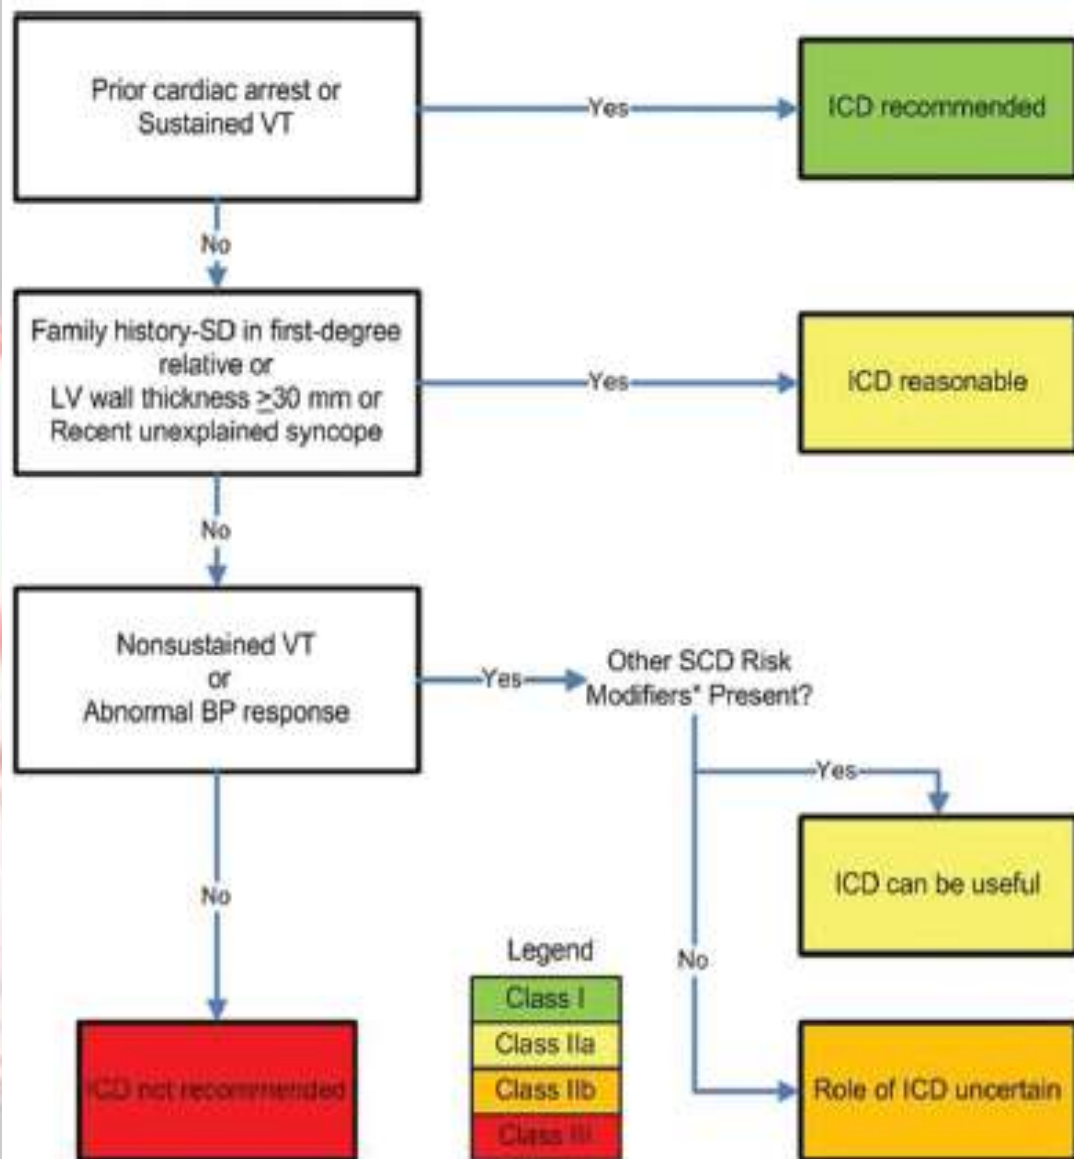 Prior cardiac arrest or
Sustained VT
Yes
ICD recommended
No
Family history-SD in first-degree
relative or
LV wall thickness ≥30 mm or
Recent unexplained syncope
Yes
ICD reasonable
No
Nonsustained VT
or
Abnormal BP response
Yes
Other SCD Risk
Modifiers* Present?
Yes
ICD can be useful
No
No
Legend
Class I
Class IIa
Class IIb
Class III
ICD not recommended
Role of ICD uncertain